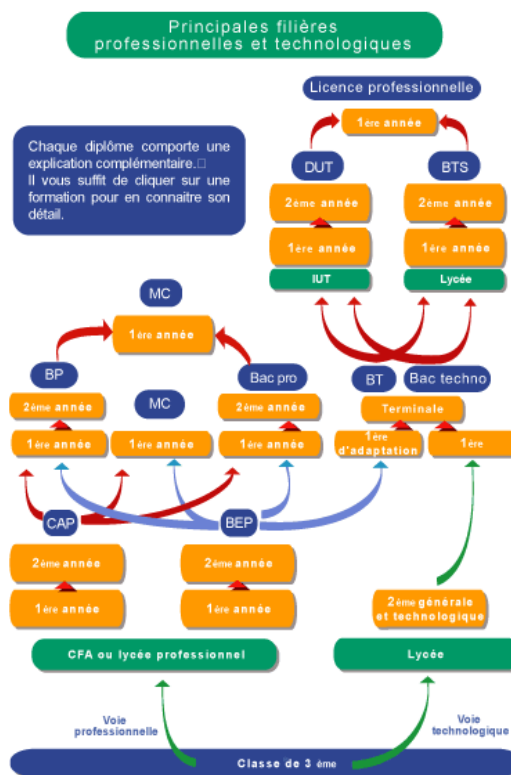 Principales filières
professionnelles et technologiques
Licence professionnelle
1ère année
Chaque diplôme comporte une
explication complémentaire.□
Il vous suffit de cliquer sur une
formation pour en connaitre son
détail.
DUT
BTS
2ème année
2ème année
1ère année
1ère année
IUT
Lycée
MC
1ère année
BP
MC
Bac pro
BT
Bac techno
2ème année
2ème année
Terminale
1ère année
1ère année
1ère année
1ère
d'adaptation
1ère
CAP
BEP
2ème année
2ème année
1ère année
1ère année
2ème générale
et technologique
CFA ou lycée professionnel
Lycée
Voie
professionnelle
Voie
technologique
Classe de 3 ème